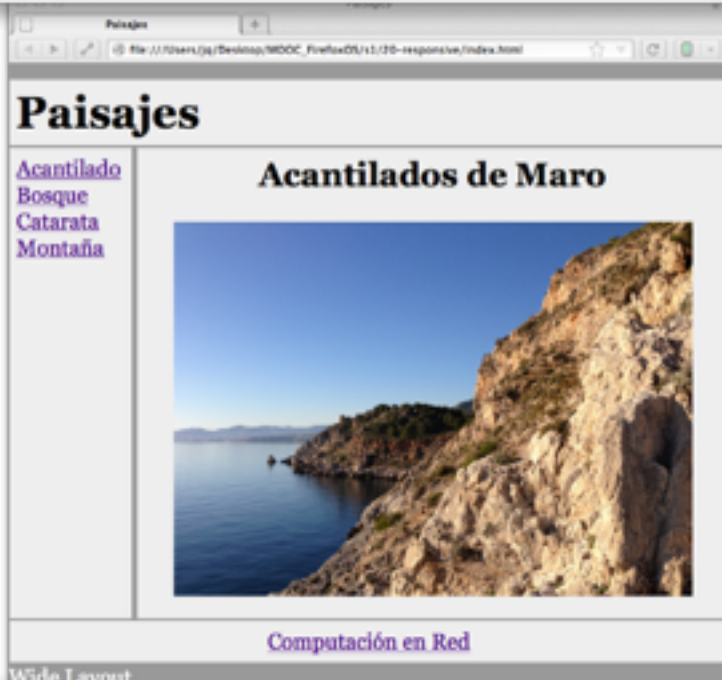 Paisajes
file:///Users/jq/Desktop/MOOC_FirefoxOS/s3/20-responsive/index.html
Paisajes
Acantilado
Bosque
Catarata
Montaña
Acantilados de Maro
Computación en Red
Wide Layout